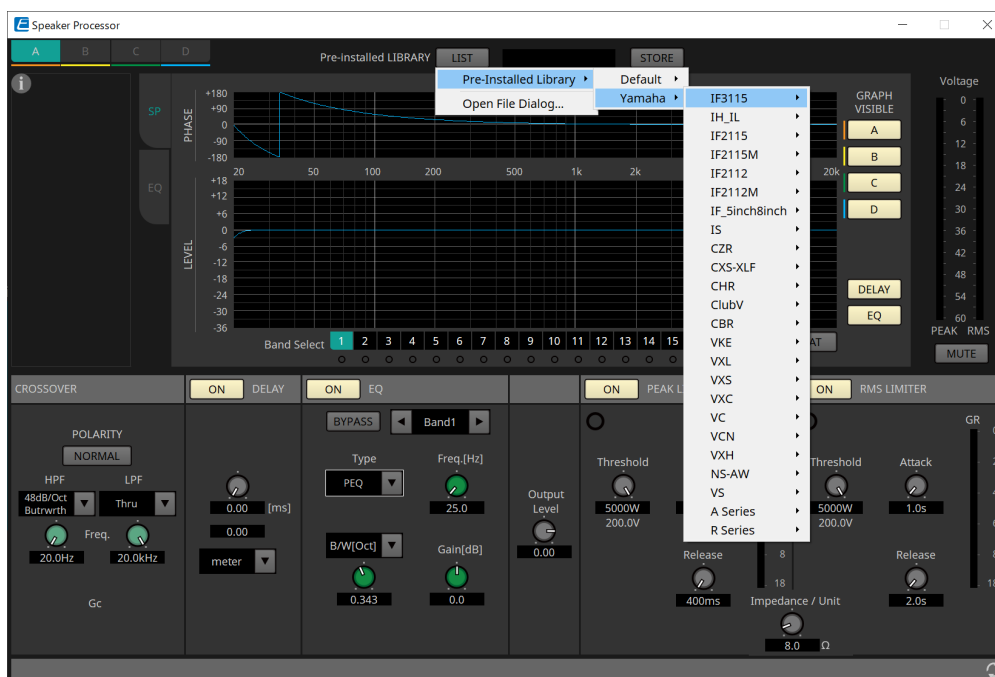 Speaker Processor
A B C D
Pre-installed LIBRARY LIST STORE
Pre-Installed Library
Open File Dialog...
Default
Yamaha
IF3115
IH_IL
IF2115
IF2115M
IF2112
IF2112M
IF_5inch8inch
IS
CZR
CXS-XLF
CHR
ClubV
CBR
VKE
VXL
VXS
VXC
VC
VCN
VXH
NS-AW
VS
A Series
R Series
SP
EQ
PHASE
+180
+90
0
-90
-180
20 50 100 200 500 1k 2k 20k
LEVEL
+18
+12
+6
0
-6
-12
-18
-24
-30
-36
Band Select 1 2 3 4 5 6 7 8 9 10 11 12 13 14 15
AT
GRAPH
VISIBLE
A
B
C
D
DELAY
EQ
Voltage
0
6
12
18
24
30
36
42
48
54
60
PEAK RMS
MUTE
CROSSOVER
POLARITY
NORMAL
HPF LPF
48dB/Oct
Butrwrth
Thru
Freq.
20.0Hz 20.0kHz
Gc
ON DELAY
0.00 [ms]
0.00
meter
ON EQ
BYPASS Band1
Type Freq.[Hz]
PEQ
25.0
B/W[Oct] Gain[dB]
0.343 0.0
Output
Level
0.00
ON PEAK L
Threshold
5000W
200.0V
Release
400ms
8
18
Impedance / Unit
8.0 Ω
ON RMS LIMITER
GR
Threshold Attack
5000W 1.0s
200.0V
Release
2.0s